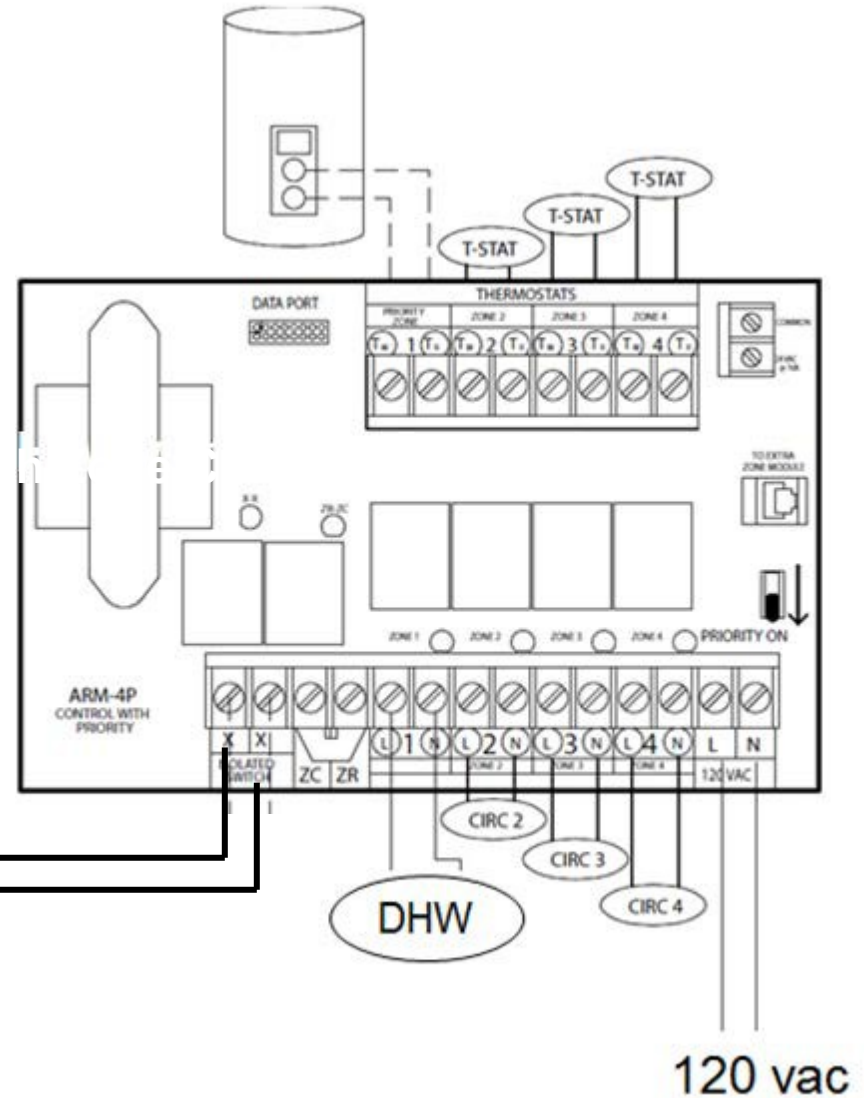 T-STAT
T-STAT
T-STAT
DATA PORT
THERMOSTATS
PRIORITY ZONE
ZONE 2
ZONE 3
ZONE 4
1
2
3
4
COMMON
TO EXTRA
ZONE MODULE
X-X
ZR-ZC
ZONE 1
ZONE 2
ZONE 3
ZONE 4
PRIORITY ON
ARM-4P
CONTROL WITH
PRIORITY
X X
ISOLATED
SWITCH
ZC ZR
L 1 N
L 2 N
L 3 N
L 4 N
L N
ZONE 2
ZONE 3
ZONE 4
120 VAC
CIRC 2
CIRC 3
CIRC 4
DHW
120 vac